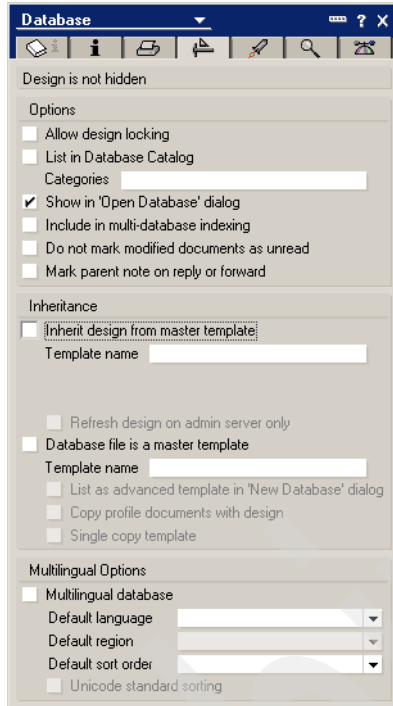 Database
? X
i
i
Design is not hidden
Options
Allow design locking
List in Database Catalog
Categories
Show in 'Open Database' dialog
Include in multi-database indexing
Do not mark modified documents as unread
Mark parent note on reply or forward
Inheritance
Inherit design from master template
Template name
Refresh design on admin server only
Database file is a master template
Template name
List as advanced template in 'New Database' dialog
Copy profile documents with design
Single copy template
Multilingual Options
Multilingual database
Default language
Default region
Default sort order
Unicode standard sorting